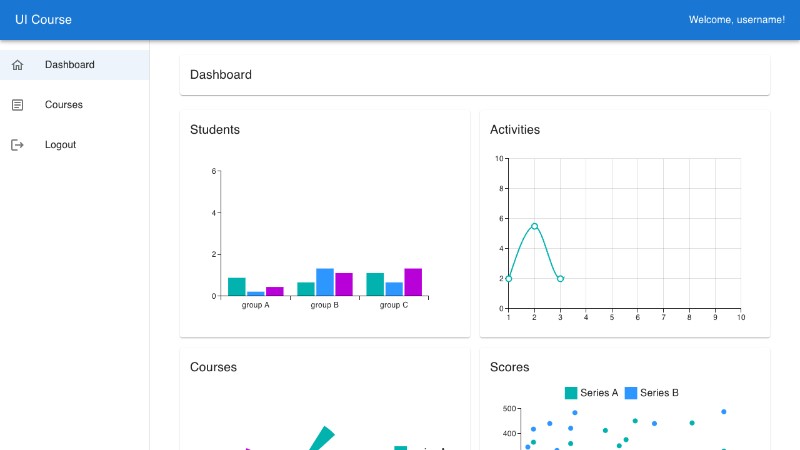 UI Course
Welcome, username!
Dashboard
Courses
Logout
Dashboard
Students
6
4
2
0
group A
group B
group C
Activities
10
8
6
4
2
0
1 2 3 4 5 6 7 8 9 10
Courses
Scores
Series A
Series B
500
400